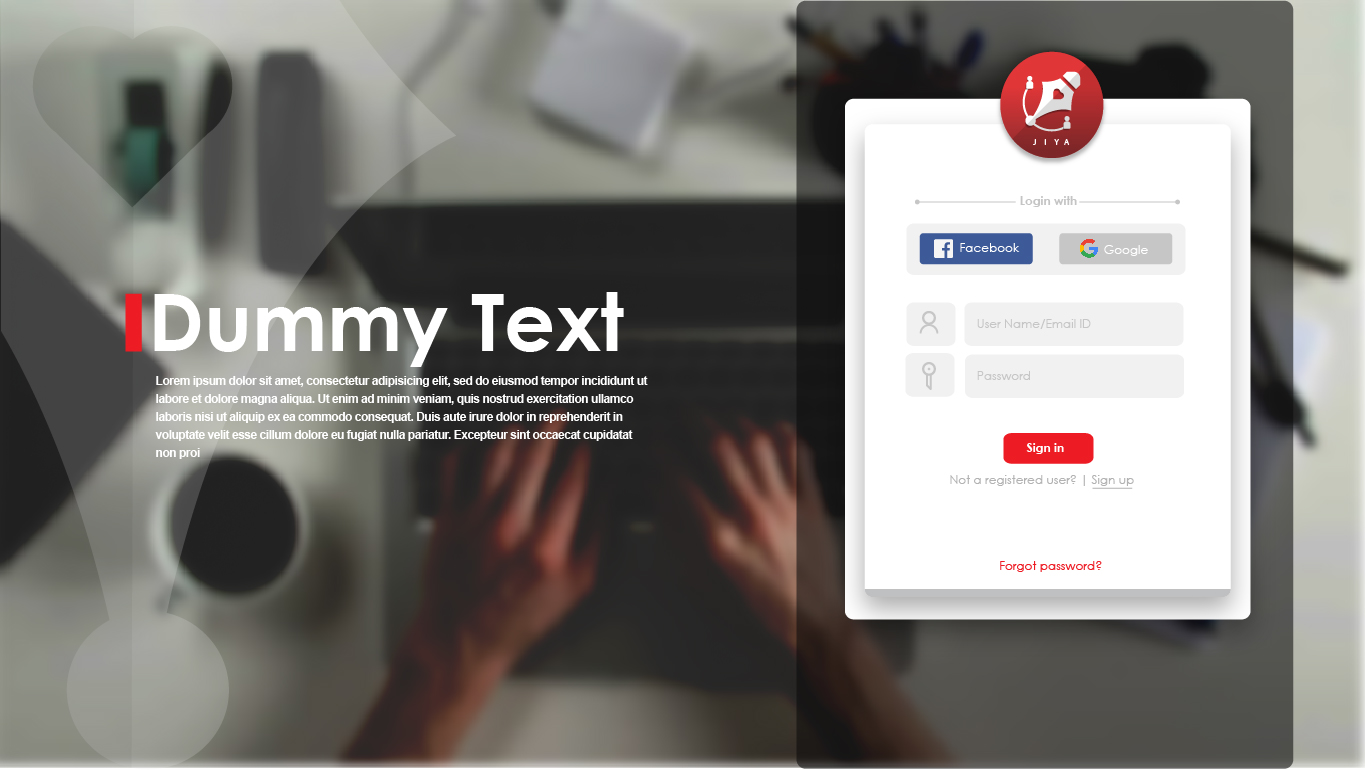 Dummy Text
Lorem ipsum dolor sit amet, consectetur adipisicing elit, sed do eiusmod tempor incididunt ut
labore et dolore magna aliqua. Ut enim ad minim veniam, quis nostrud exercitation ullamco
laboris nisi ut aliquip ex ea commodo consequat. Duis aute irure dolor in reprehenderit in
voluptate velit esse cillum dolore eu fugiat nulla pariatur. Excepteur sint occaecat cupidatat
non proi
JIYA
Login with
Facebook
Google
User Name/Email ID
Password
Sign in
Not a registered user? | Sign up
Forgot password?